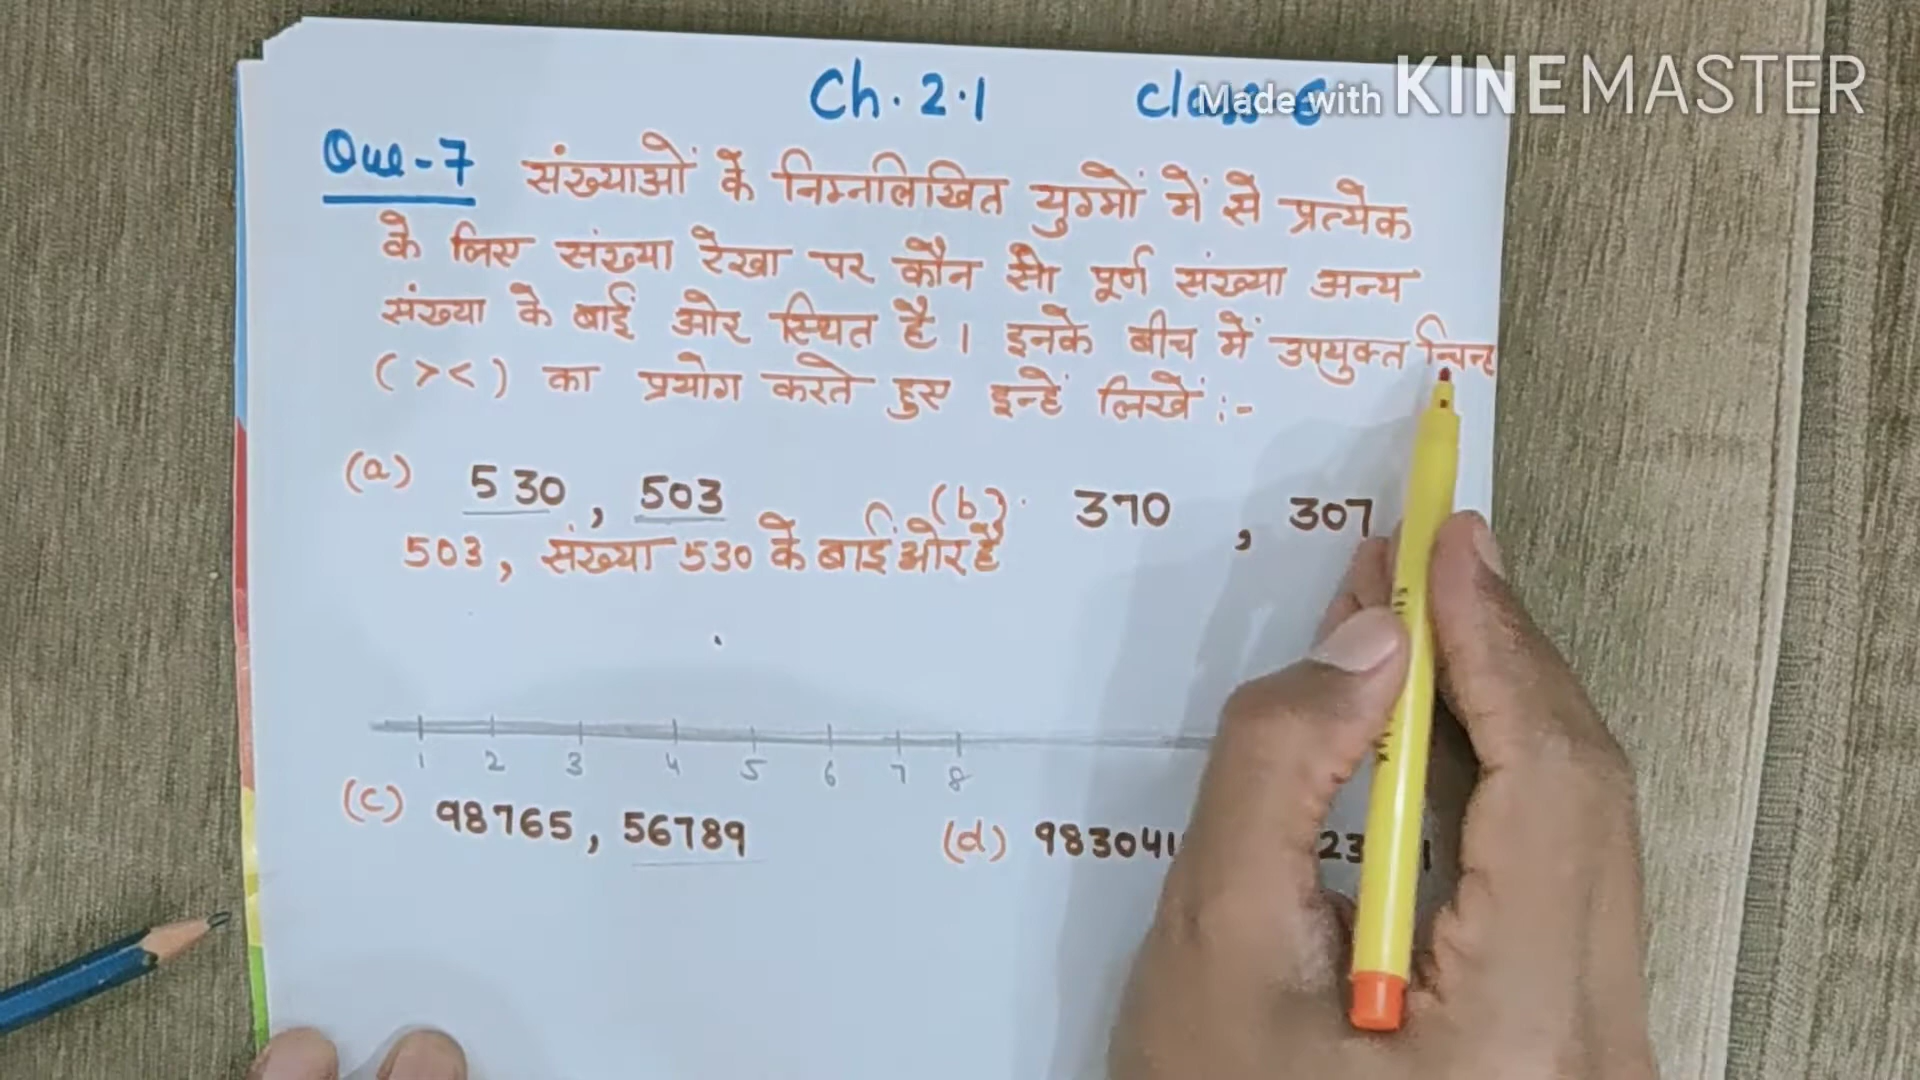 Ch. 2.1 Class 6
Made with KINEMASTER
Que-7 संख्याओं के निम्नलिखित युग्मों में से प्रत्येक
के लिए संख्या रेखा पर कौन सी पूर्ण संख्या अन्य
संख्या के बाईं ओर स्थित है। इनके बीच में उपयुक्त चिन्ह
(><) का प्रयोग करते हुए इन्हें लिखें :-
(a) 530 , 503 (b) 370 , 307
503, संख्या 530 के बाईं ओर है
1 2 3 4 5 6 7 8
(c) 98765, 56789 (d)